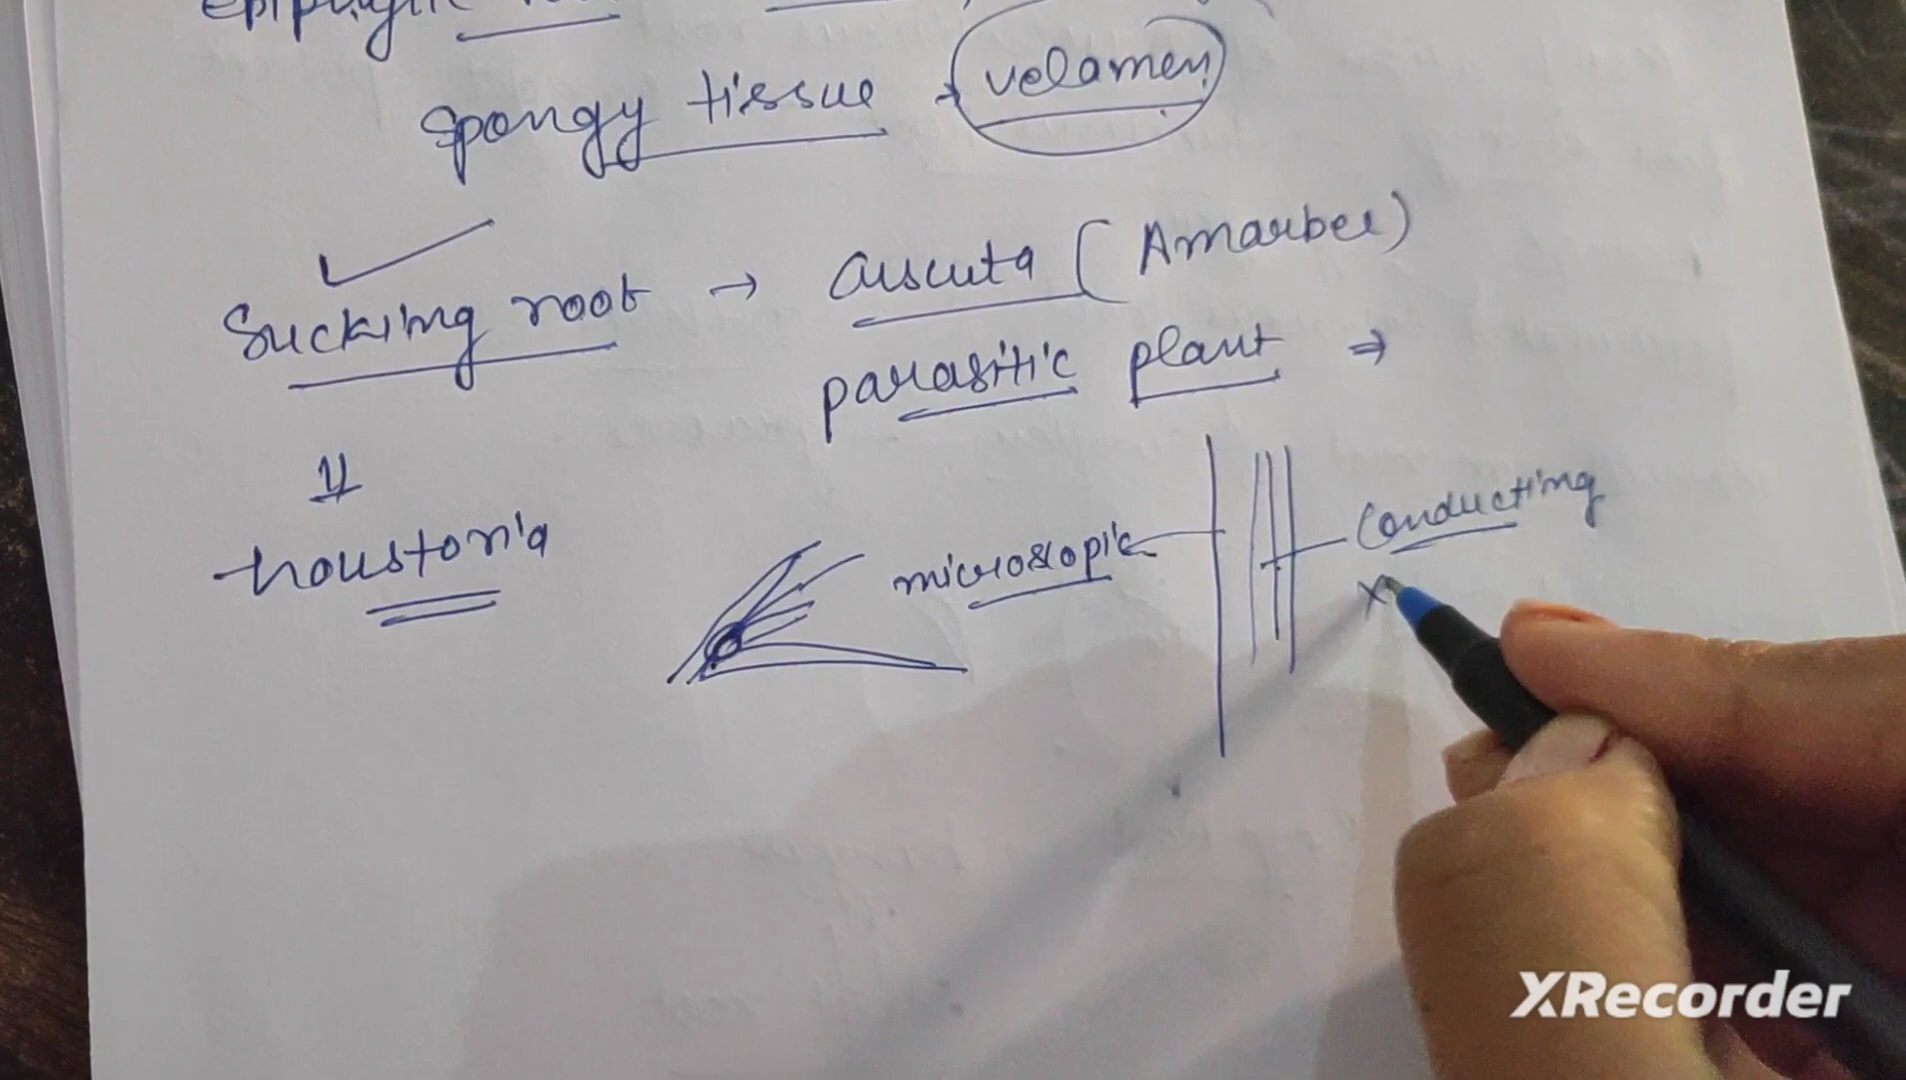 spongy tissue → velamen
Sucking root → cuscuta (Amarbel)
parasitic plant ⇒
haustoria
microscopic
Conducting
x
XRecorder